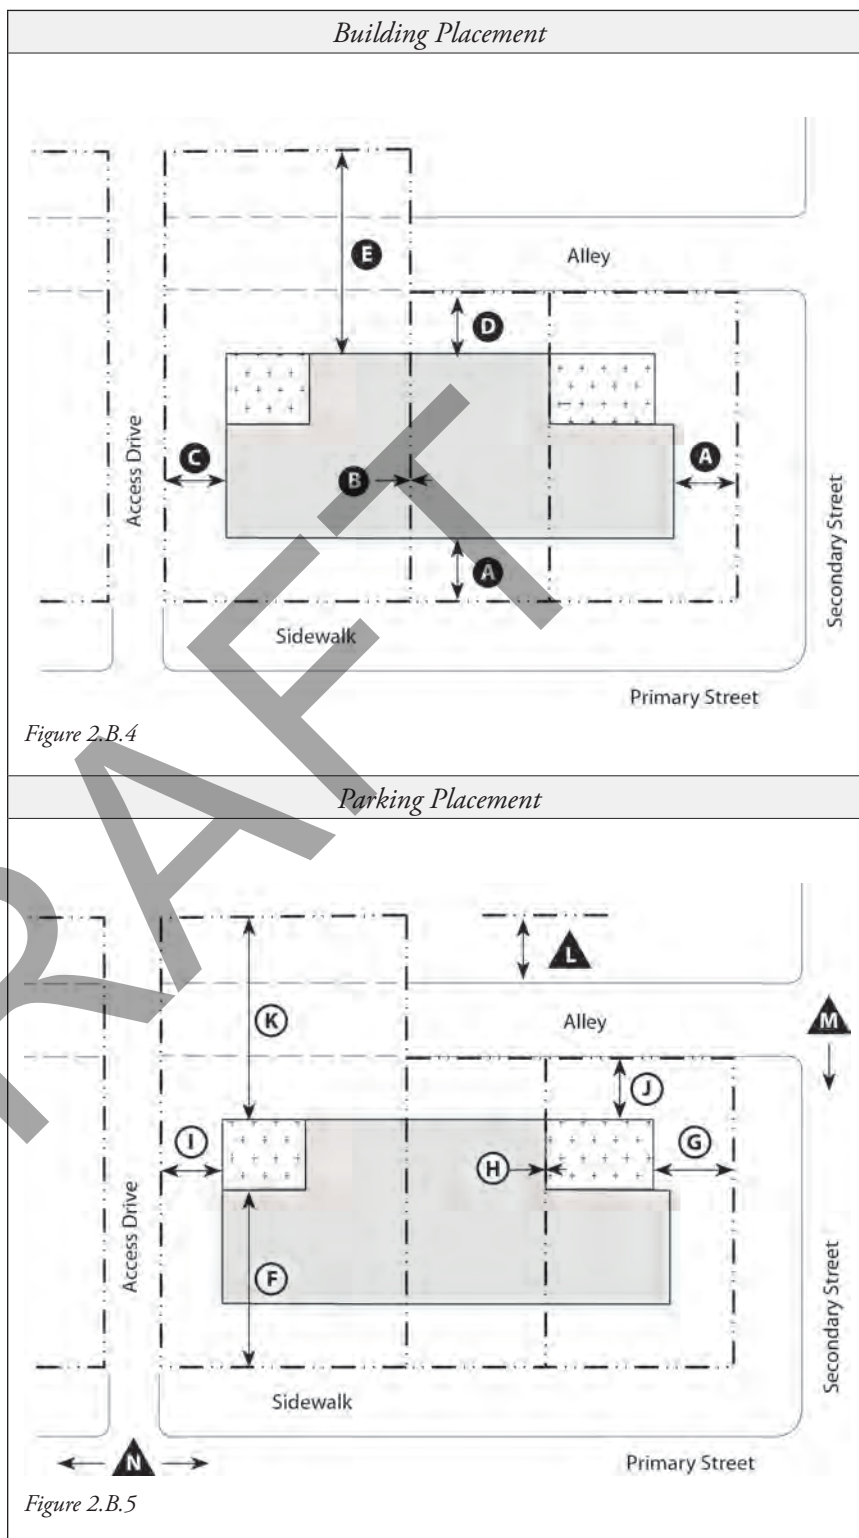 Building Placement
E
Alley
D
Access Drive
C
B
A
Secondary Street
A
Sidewalk
Primary Street
Figure 2.B.4
Parking Placement
L
K
Alley
M
J
I
H
G
Access Drive
F
Secondary Street
Sidewalk
N
Primary Street
Figure 2.B.5
RAFT